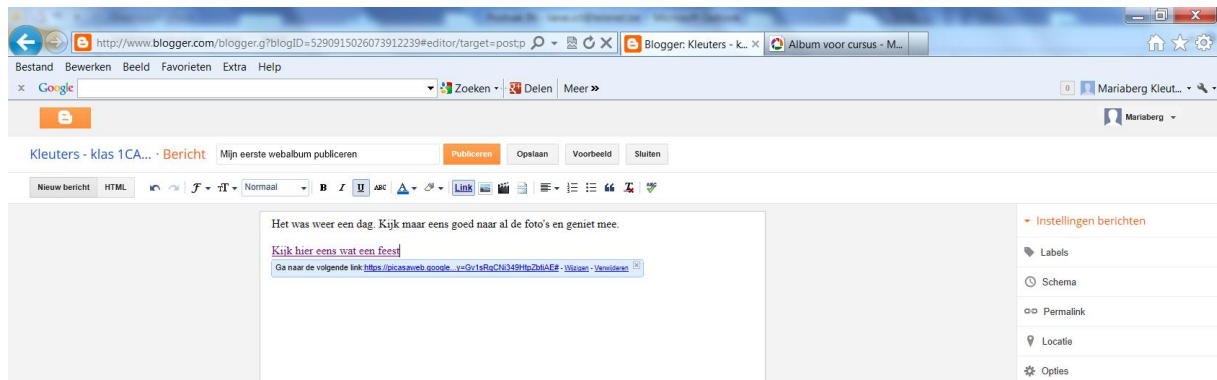 http://www.blogger.com/blogger.g?blogID=5290915026073912239#editor/target=post;p
Blogger: Kleuters - k...
Album voor cursus - M...
Bestand Bewerken Beeld Favorieten Extra Help
x Google Zoeken Delen Meer »
0 Mariaberg Kleut...
Mariaberg
Kleuters - klas 1CA... · Bericht Mijn eerste webalbum publiceren Publiceren Opslaan Voorbeeld Sluiten
Nieuw bericht HTML Normaal B I U ABC A Link
Het was weer een dag. Kijk maar eens goed naar al de foto's en geniet mee.
Kijk hier eens wat een feest
Ga naar de volgende link:https://picasaweb.google...y=Gv1sRqCNi349HtpZbtiAE# - Wijzigen - Verwijderen
Instellingen berichten
Labels
Schema
Permalink
Locatie
Opties